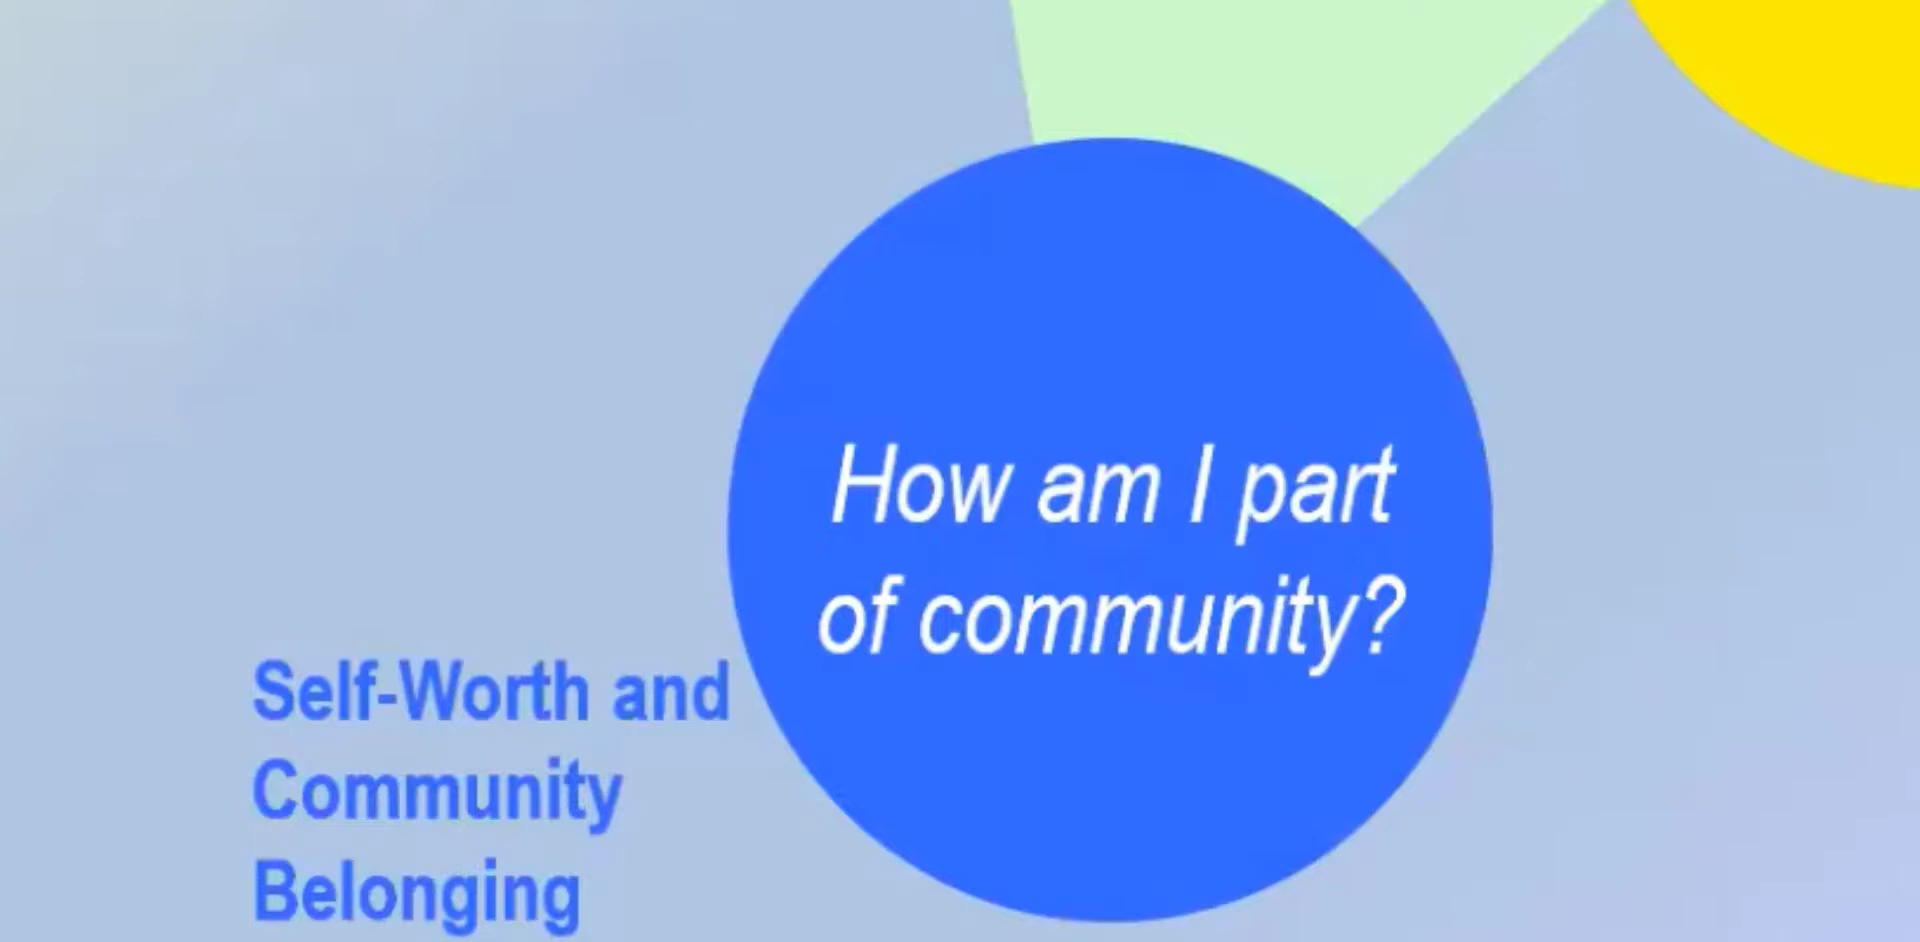 How am I part
of community?
Self-Worth and
Community
Belonging